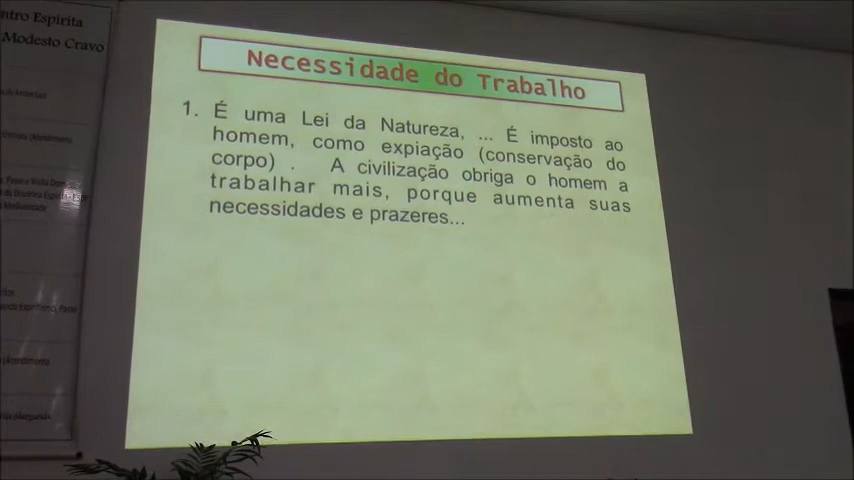 ntro Espírita
Modesto Cravo
Necessidade do Trabalho
1. É uma Lei da Natureza, ... É imposto ao
homem, como expiação (conservação do
corpo) . A civilização obriga o homem a
trabalhar mais, porque aumenta suas
necessidades e prazeres...